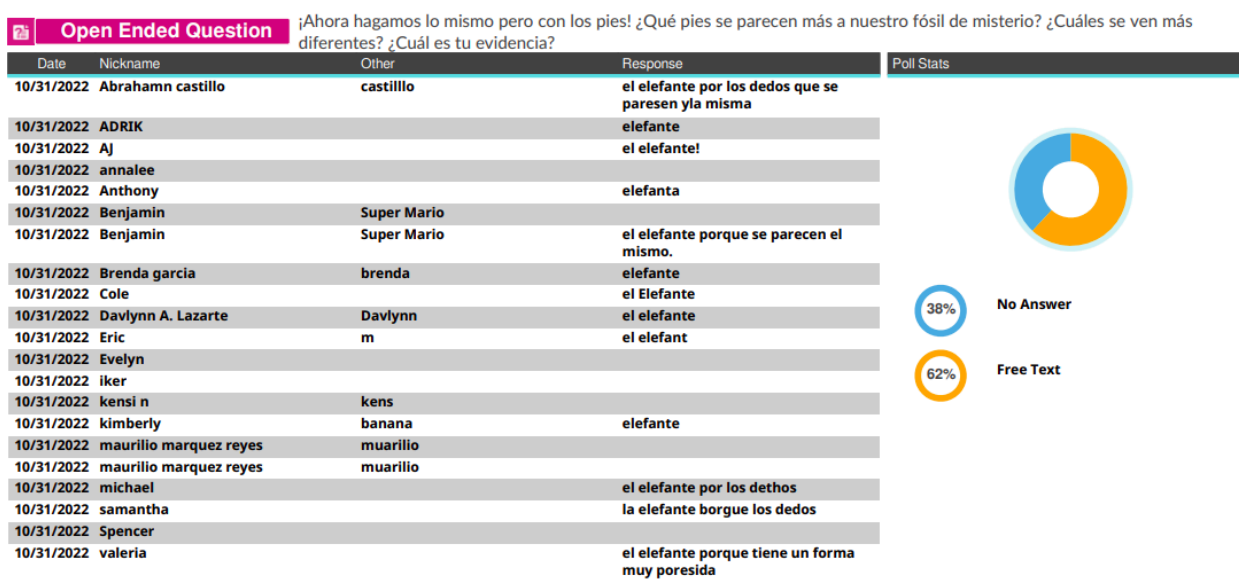 Open Ended Question
¡Ahora hagamos lo mismo pero con los pies! ¿Qué pies se parecen más a nuestro fósil de misterio? ¿Cuáles se ven más
diferentes? ¿Cuál es tu evidencia?
Date Nickname Other Response Poll Stats
10/31/2022 Abrahamn castillo castilllo el elefante por los dedos que se
paresen yla misma
10/31/2022 ADRIK elefante
10/31/2022 AJ el elefante!
10/31/2022 annalee
10/31/2022 Anthony elefanta
10/31/2022 Benjamin Super Mario
10/31/2022 Benjamin Super Mario el elefante porque se parecen el
mismo.
10/31/2022 Brenda garcia brenda elefante
10/31/2022 Cole el Elefante
10/31/2022 Davlynn A. Lazarte Davlynn el elefante
10/31/2022 Eric m el elefant
10/31/2022 Evelyn
10/31/2022 iker
10/31/2022 kensi n kens
10/31/2022 kimberly banana elefante
10/31/2022 maurilio marquez reyes muarilio
10/31/2022 maurilio marquez reyes muarilio
10/31/2022 michael el elefante por los dethos
10/31/2022 samantha la elefante borgue los dedos
10/31/2022 Spencer
10/31/2022 valeria el elefante porque tiene un forma
muy poresida
38% No Answer
62% Free Text